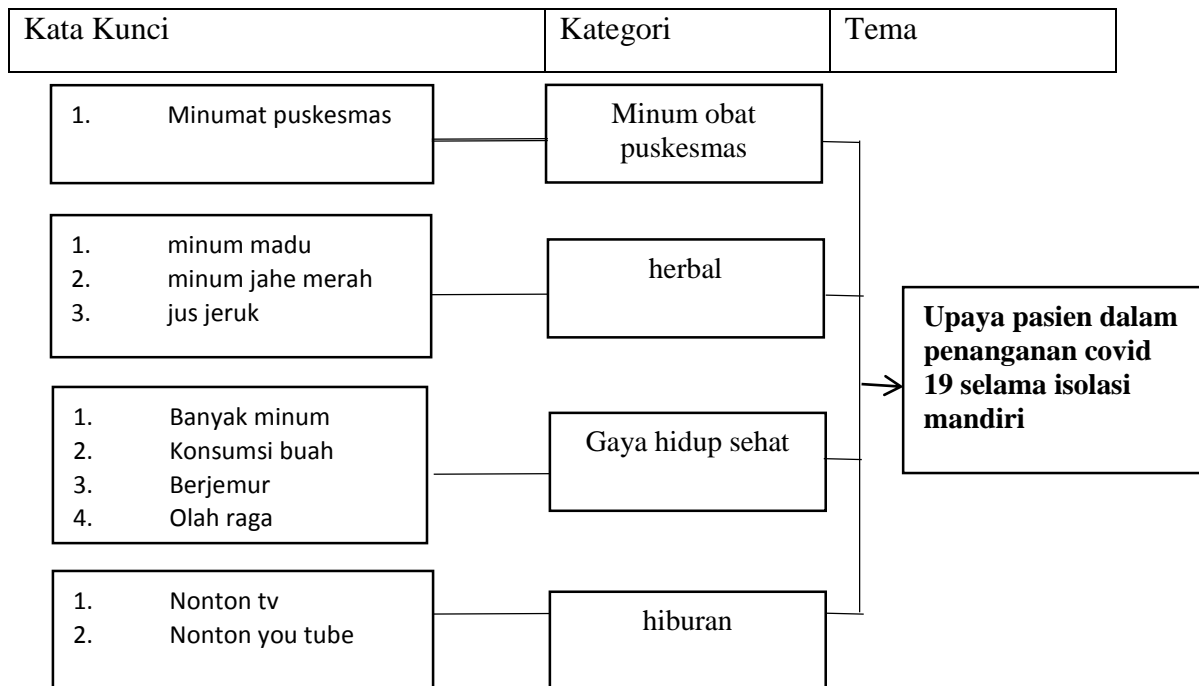 Kata Kunci Kategori Tema
1. Minumat puskesmas
Minum obat
puskesmas
1. minum madu
2. minum jahe merah
3. jus jeruk
herbal
1. Banyak minum
2. Konsumsi buah
3. Berjemur
4. Olah raga
Gaya hidup sehat
1. Nonton tv
2. Nonton you tube
hiburan
Upaya pasien dalam
penanganan covid
19 selama isolasi
mandiri